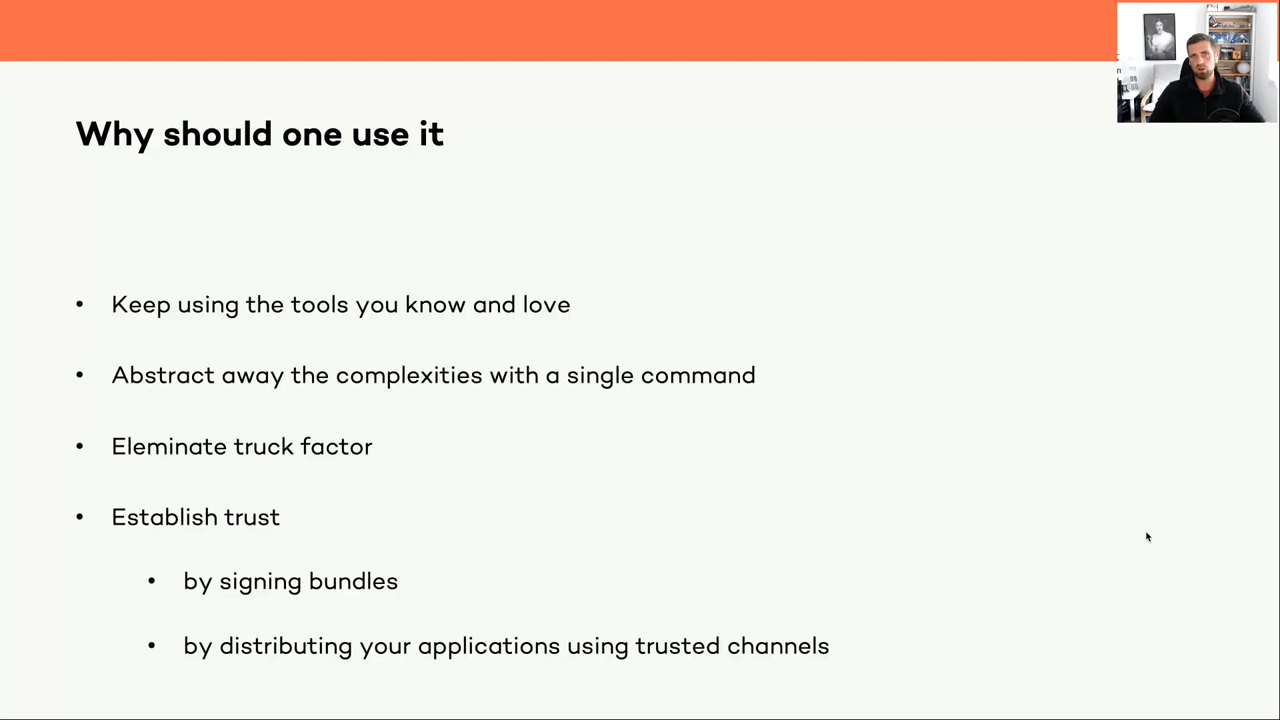 Why should one use it
• Keep using the tools you know and love
• Abstract away the complexities with a single command
• Eleminate truck factor
• Establish trust
• by signing bundles
• by distributing your applications using trusted channels